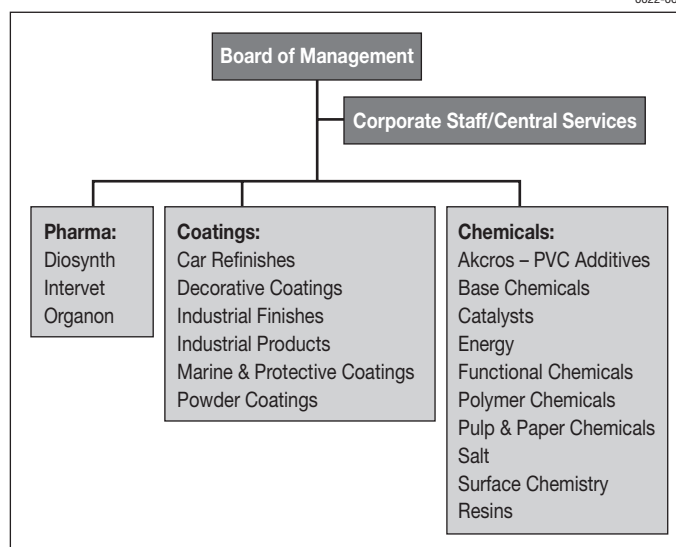 Board of Management
Corporate Staff/Central Services
Pharma:
Diosynth
Intervet
Organon
Coatings:
Car Refinishes
Decorative Coatings
Industrial Finishes
Industrial Products
Marine & Protective Coatings
Powder Coatings
Chemicals:
Akcros – PVC Additives
Base Chemicals
Catalysts
Energy
Functional Chemicals
Polymer Chemicals
Pulp & Paper Chemicals
Salt
Surface Chemistry
Resins